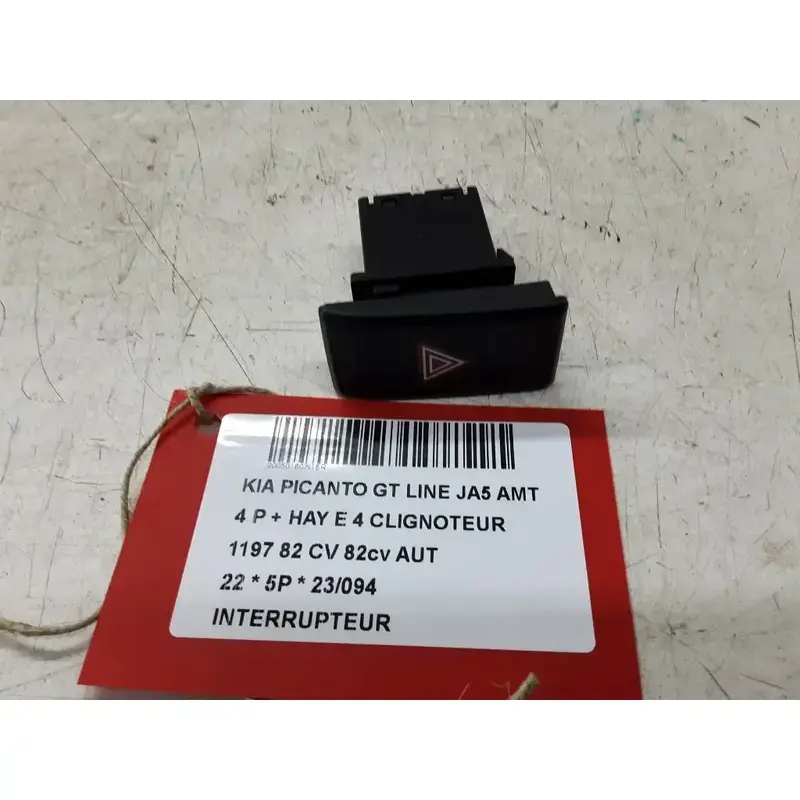 KIA PICANTO GT LINE JA5 AMT
4 P + HAY E 4 CLIGNOTEUR
1197 82 CV 82cv AUT
22 * 5P * 23/094
INTERRUPTEUR